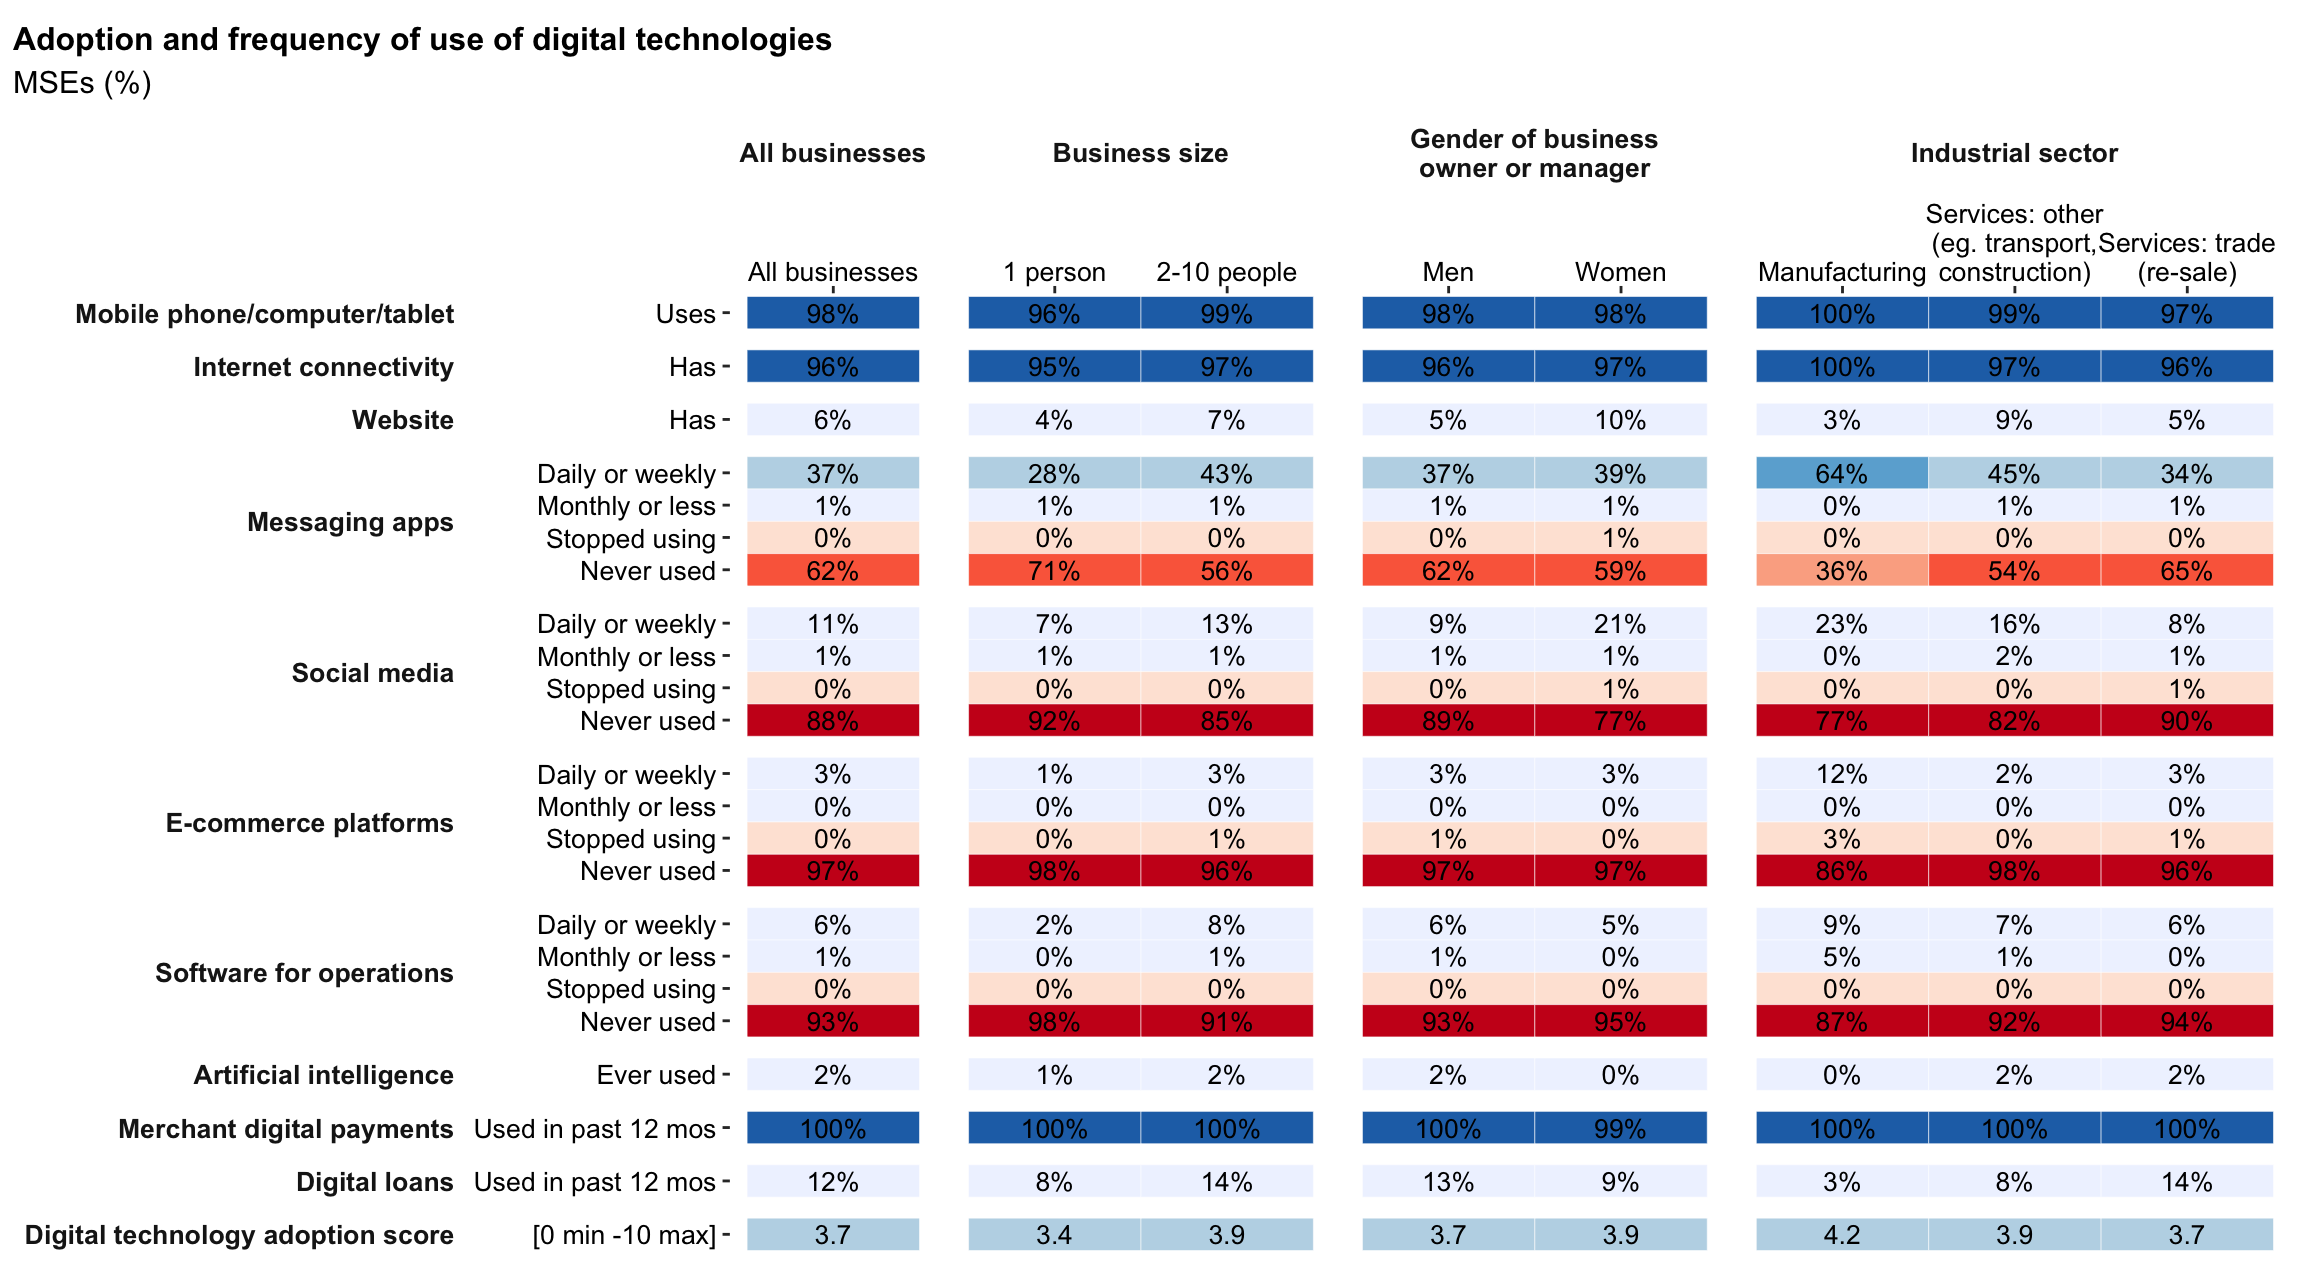 Adoption and frequency of use of digital technologies
MSEs (%)
All businesses Business size Gender of business owner or manager Industrial sector
All businesses 1 person 2-10 people Men Women Manufacturing Services: other (eg. transport, construction) Services: trade (re-sale)
Mobile phone/computer/tablet Uses 98% 96% 99% 98% 98% 100% 99% 97%
Internet connectivity Has 96% 95% 97% 96% 97% 100% 97% 96%
Website Has 6% 4% 7% 5% 10% 3% 9% 5%
Messaging apps
Daily or weekly 37% 28% 43% 37% 39% 64% 45% 34%
Monthly or less 1% 1% 1% 1% 1% 0% 1% 1%
Stopped using 0% 0% 0% 0% 1% 0% 0% 0%
Never used 62% 71% 56% 62% 59% 36% 54% 65%
Social media
Daily or weekly 11% 7% 13% 9% 21% 23% 16% 8%
Monthly or less 1% 1% 1% 1% 1% 0% 2% 1%
Stopped using 0% 0% 0% 0% 1% 0% 0% 1%
Never used 88% 92% 85% 89% 77% 77% 82% 90%
E-commerce platforms
Daily or weekly 3% 1% 3% 3% 3% 12% 2% 3%
Monthly or less 0% 0% 0% 0% 0% 0% 0% 0%
Stopped using 0% 0% 1% 1% 0% 3% 0% 1%
Never used 97% 98% 96% 97% 97% 86% 98% 96%
Software for operations
Daily or weekly 6% 2% 8% 6% 5% 9% 7% 6%
Monthly or less 1% 0% 1% 1% 0% 5% 1% 0%
Stopped using 0% 0% 0% 0% 0% 0% 0% 0%
Never used 93% 98% 91% 93% 95% 87% 92% 94%
Artificial intelligence Ever used 2% 1% 2% 2% 0% 0% 2% 2%
Merchant digital payments Used in past 12 mos 100% 100% 100% 100% 99% 100% 100% 100%
Digital loans Used in past 12 mos 12% 8% 14% 13% 9% 3% 8% 14%
Digital technology adoption score [0 min -10 max] 3.7 3.4 3.9 3.7 3.9 4.2 3.9 3.7